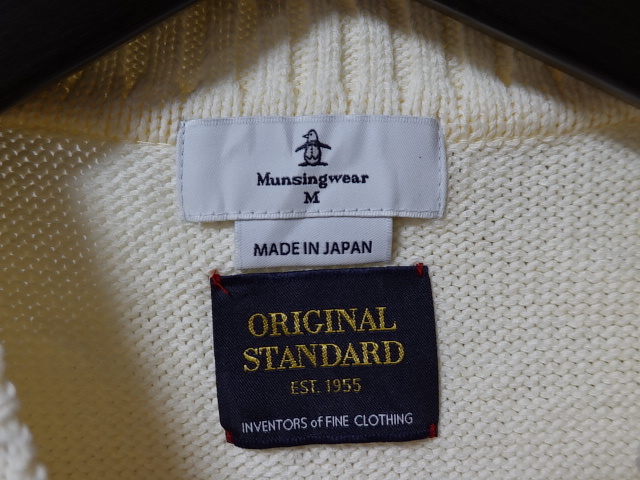 Munsingwear
M
MADE IN JAPAN
ORIGINAL
STANDARD
EST. 1955
INVENTORS of FINE CLOTHING